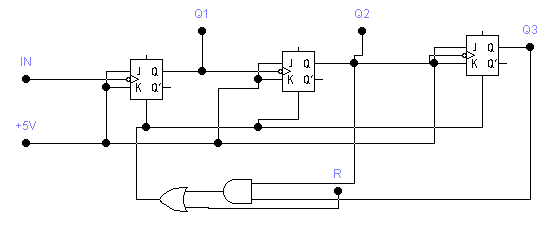 Q1
Q2
Q3
IN
J Q
K Q'
J Q
K Q'
J Q
K Q'
+5V
R